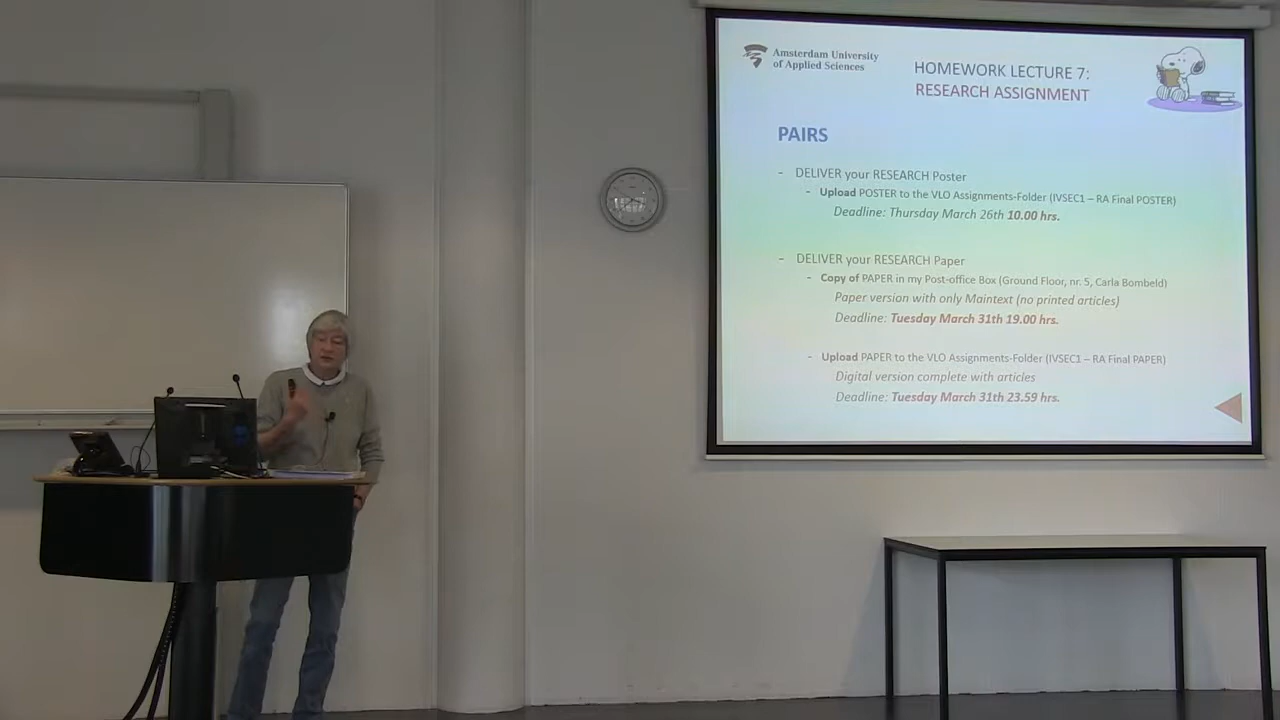 Amsterdam University
of Applied Sciences
HOMEWORK LECTURE 7:
RESEARCH ASSIGNMENT
PAIRS
- DELIVER your RESEARCH Poster
- Upload POSTER to the VLO Assignments-Folder (IVSEC1 – RA Final POSTER)
Deadline: Thursday March 26th 10.00 hrs.
- DELIVER your RESEARCH Paper
- Copy of PAPER in my Post-office Box (Ground Floor, nr. 5, Carla Bombeld)
Paper version with only Maintext (no printed articles)
Deadline: Tuesday March 31th 19.00 hrs.
- Upload PAPER to the VLO Assignments-Folder (IVSEC1 – RA Final PAPER)
Digital version complete with articles
Deadline: Tuesday March 31th 23.59 hrs.